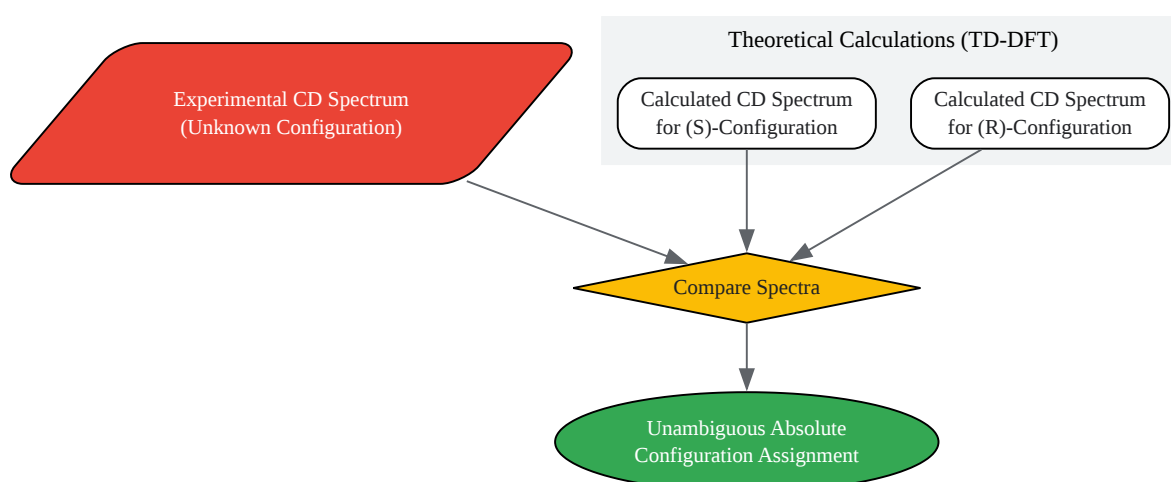 Theoretical Calculations (TD-DFT)
Experimental CD Spectrum
(Unknown Configuration)
Calculated CD Spectrum
for (S)-Configuration
Calculated CD Spectrum
for (R)-Configuration
Compare Spectra
Unambiguous Absolute
Configuration Assignment